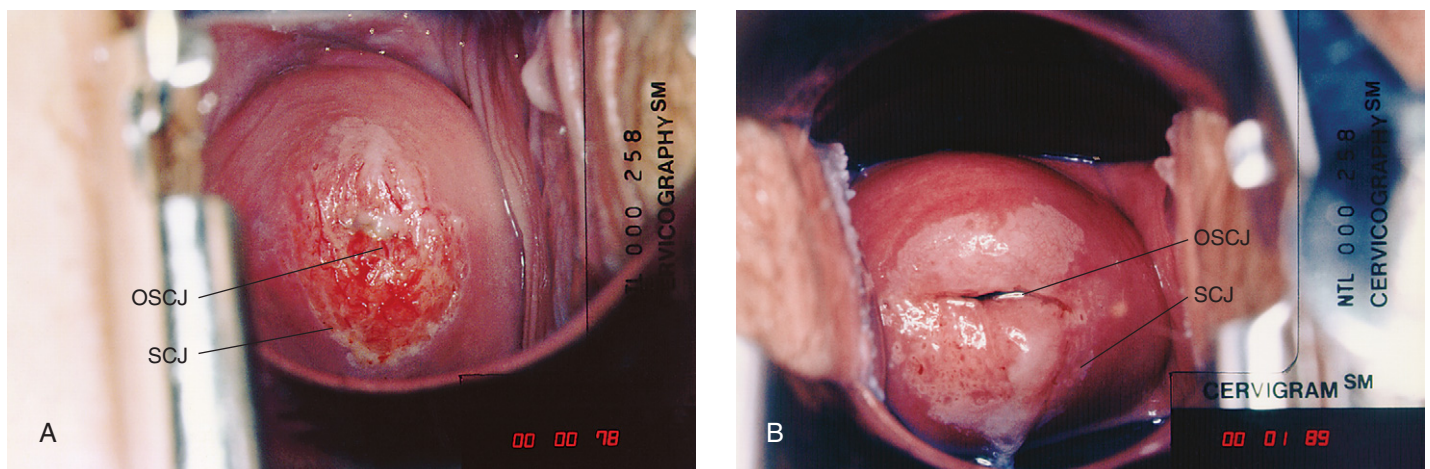 OSCJ
SCJ
A
TL 000 258
CERVICOGRAPHY SM
00 00 78
OSCJ
SCJ
B
NTL 000 258
CERVICOGRAPHY SM
CERVIGRAM SM
00 01 89